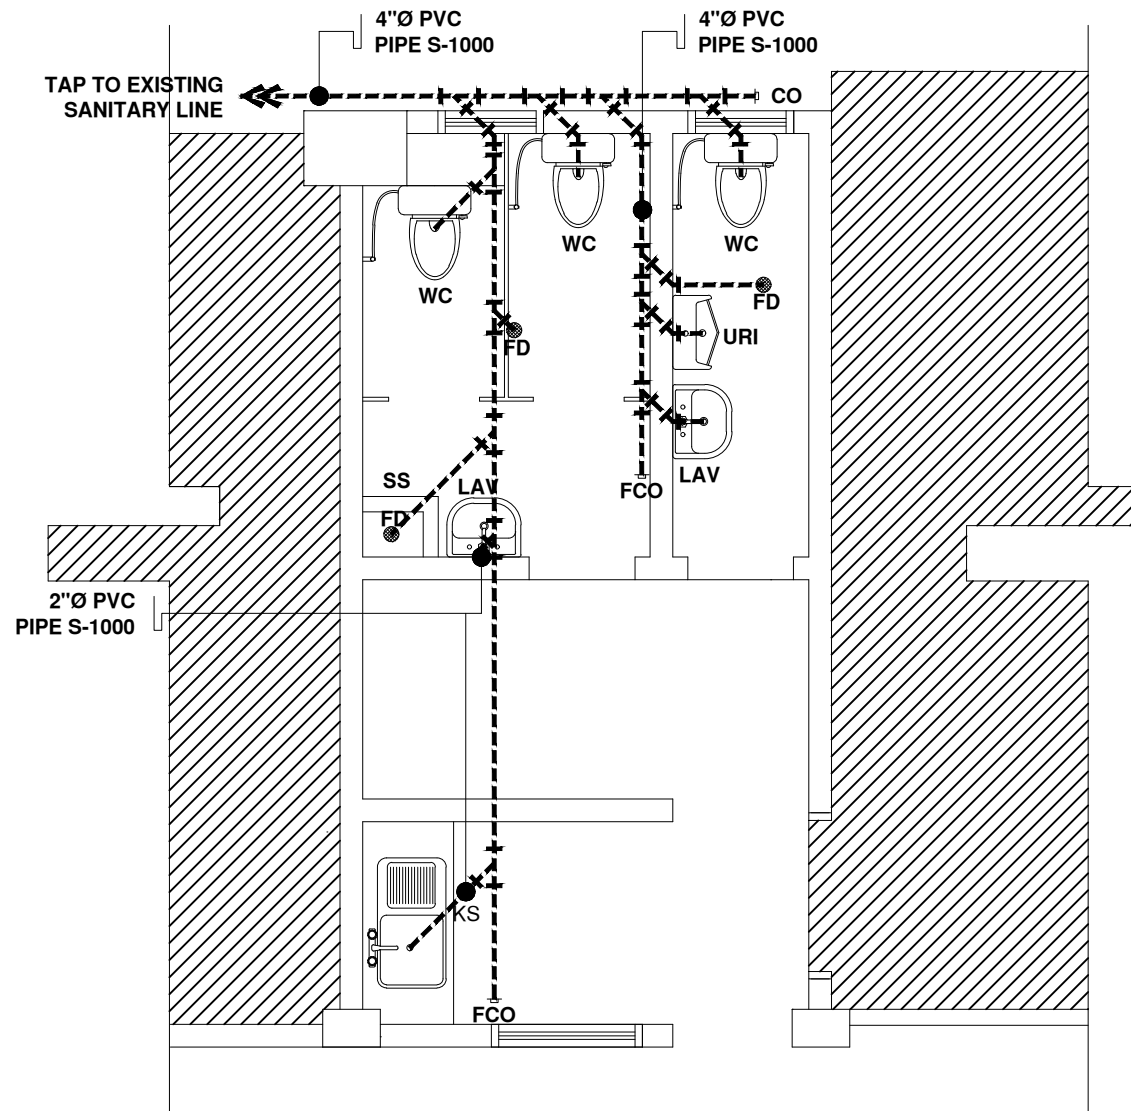 4"Ø PVC
PIPE S-1000
4"Ø PVC
PIPE S-1000
TAP TO EXISTING
SANITARY LINE
CO
WC
WC
WC
FD
FD
URI
SS
LAV
LAV
FCO
FD
2"Ø PVC
PIPE S-1000
KS
FCO